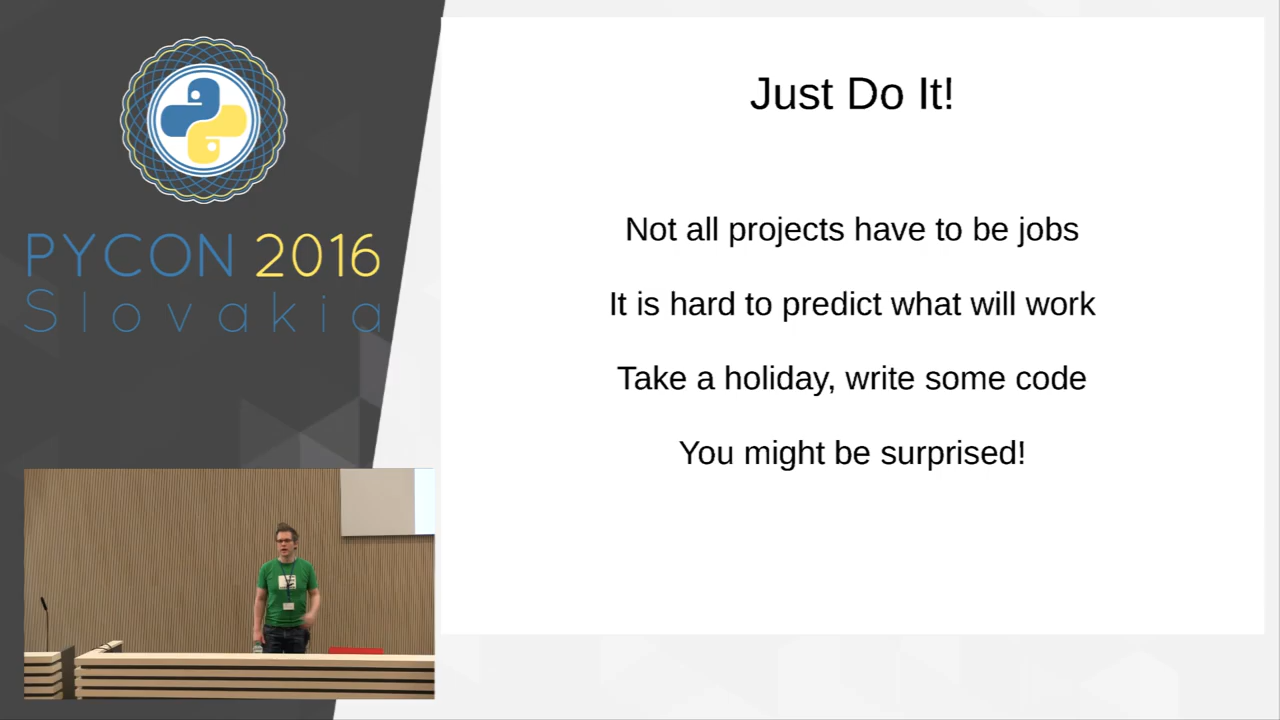 PYCON 2016
Slovakia
Just Do It!
Not all projects have to be jobs
It is hard to predict what will work
Take a holiday, write some code
You might be surprised!